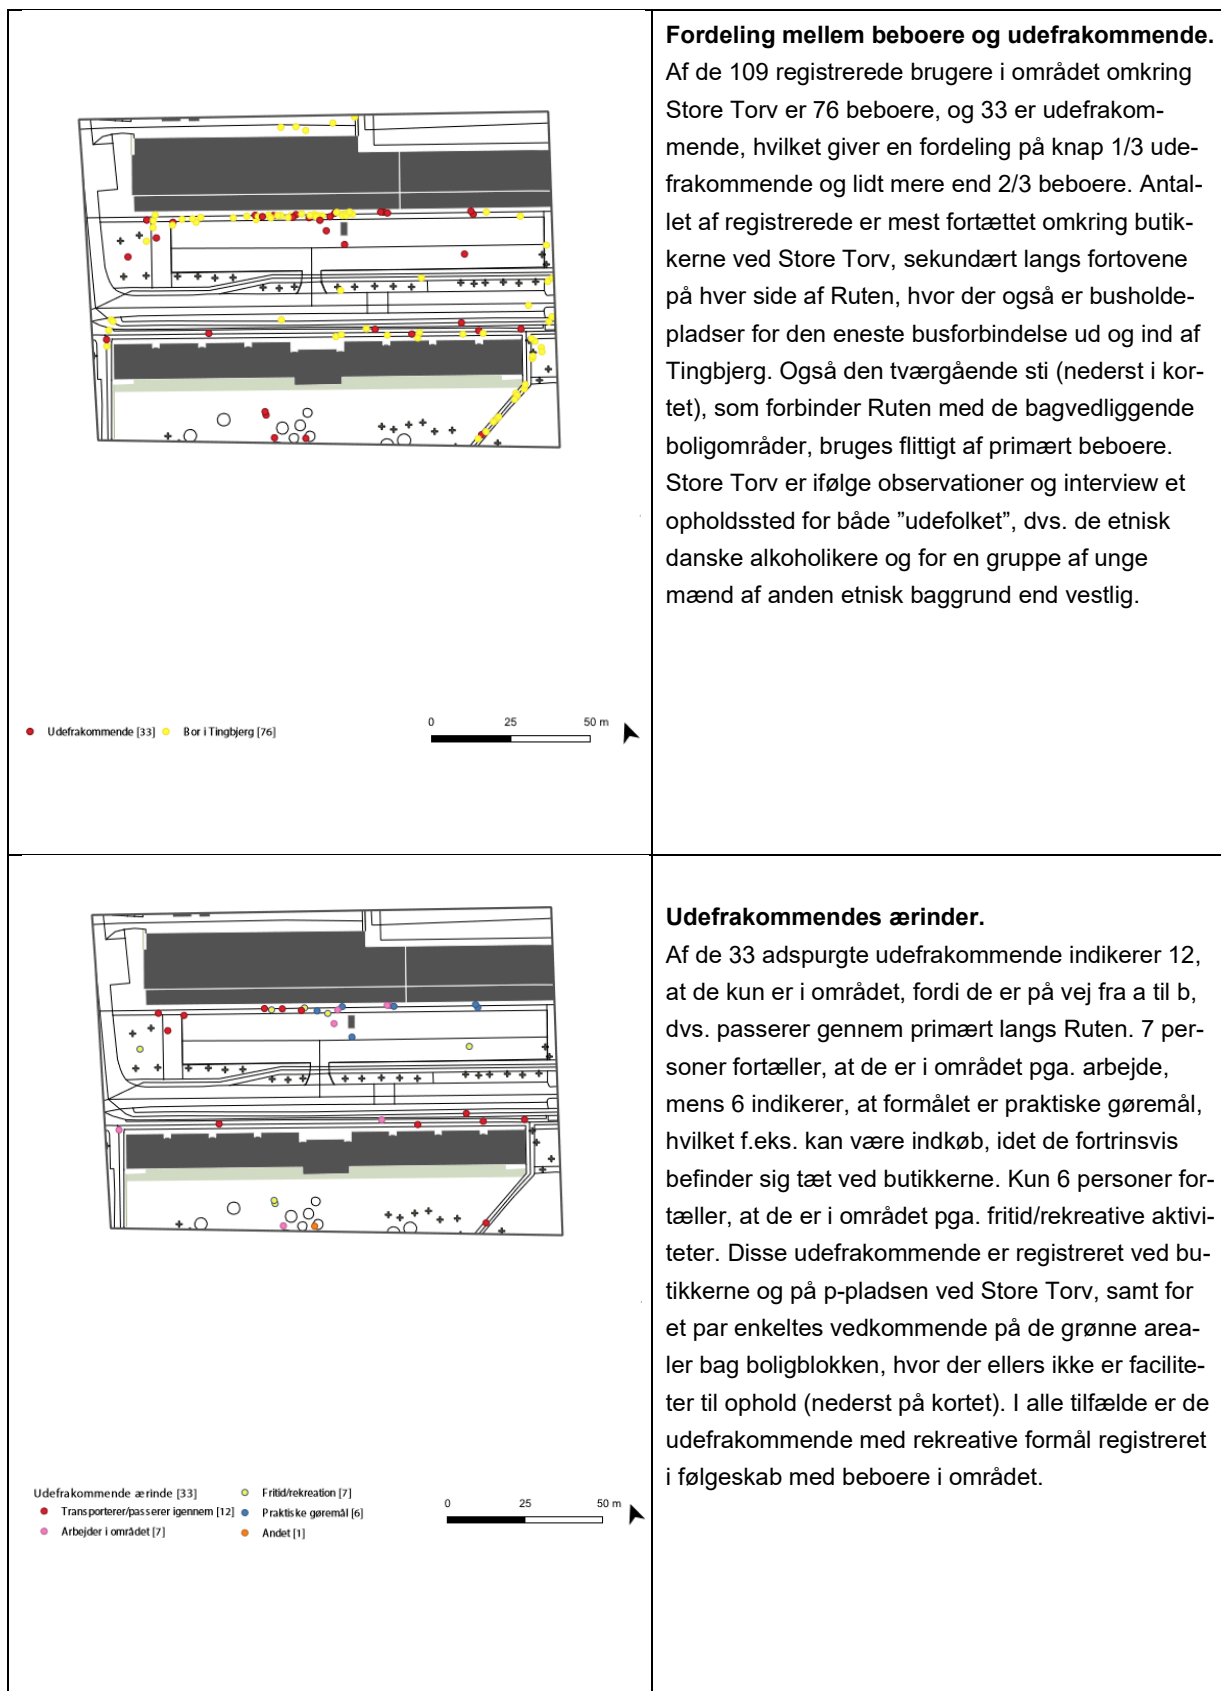 Fordeling mellem beboere og udefrakommende.
Af de 109 registrerede brugere i området omkring
Store Torv er 76 beboere, og 33 er udefrakom-
mende, hvilket giver en fordeling på knap 1/3 ude-
frakommende og lidt mere end 2/3 beboere. Antal-
let af registrerede er mest fortættet omkring butik-
kerne ved Store Torv, sekundært langs fortovene
på hver side af Ruten, hvor der også er busholde-
pladser for den eneste busforbindelse ud og ind af
Tingbjerg. Også den tværgående sti (nederst i kor-
tet), som forbinder Ruten med de bagvedliggende
boligområder, bruges flittigt af primært beboere.
Store Torv er ifølge observationer og interview et
opholdssted for både ”udefolket”, dvs. de etnisk
danske alkoholikere og for en gruppe af unge
mænd af anden etnisk baggrund end vestlig.
Udefrakommende [33] Bor i Tingbjerg [76]
0 25 50 m
Udefrakommendes ærinder.
Af de 33 adspurgte udefrakommende indikerer 12,
at de kun er i området, fordi de er på vej fra a til b,
dvs. passerer gennem primært langs Ruten. 7 per-
soner fortæller, at de er i området pga. arbejde,
mens 6 indikerer, at formålet er praktiske gøremål,
hvilket f.eks. kan være indkøb, idet de fortrinsvis
befinder sig tæt ved butikkerne. Kun 6 personer for-
tæller, at de er i området pga. fritid/rekreative aktivi-
teter. Disse udefrakommende er registreret ved bu-
tikkerne og på p-pladsen ved Store Torv, samt for
et par enkeltes vedkommende på de grønne area-
ler bag boligblokken, hvor der ellers ikke er facilite-
ter til ophold (nederst på kortet). I alle tilfælde er de
udefrakommende med rekreative formål registreret
i følgeskab med beboere i området.
Udefrakommende ærinde [33]
Transporterer/passerer igennem [12]
Arbejder i området [7]
Fritid/rekreation [7]
Praktiske gøremål [6]
Andet [1]
0 25 50 m